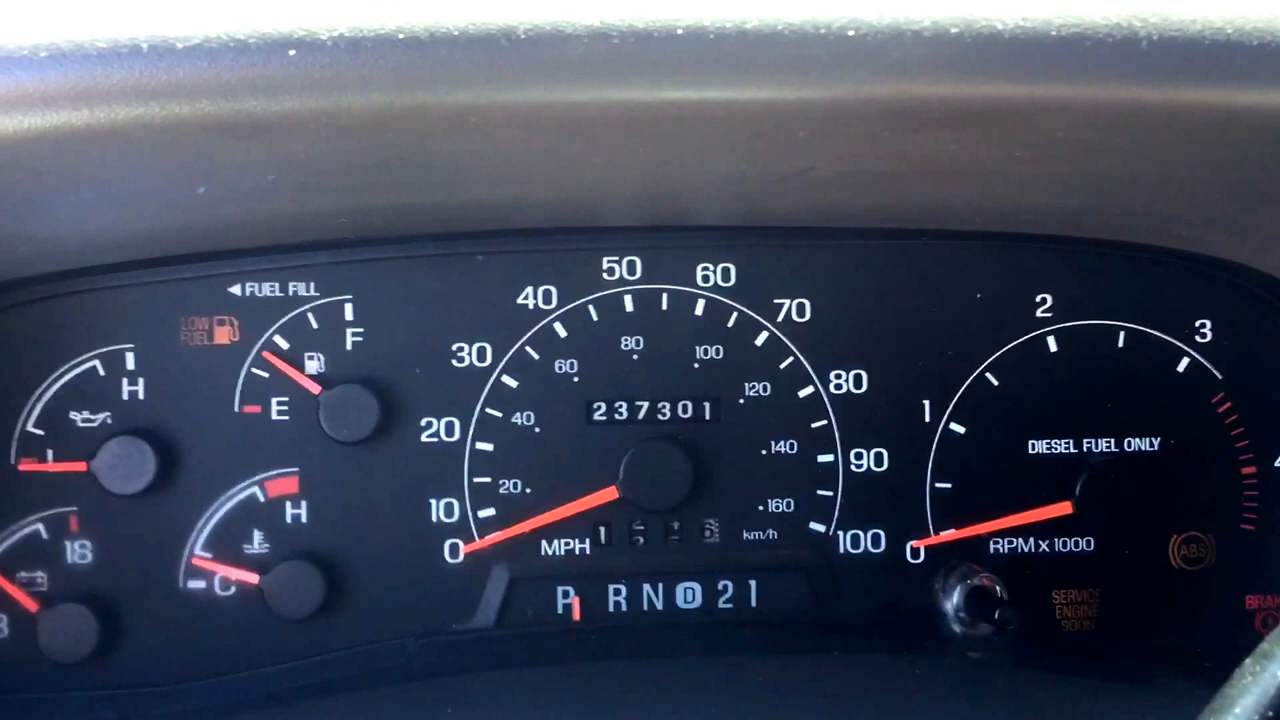 ◄ FUEL FILL
LOW
FUEL
F
E
H
L
H
C
18
8
0
10
20
30
40
50
60
70
80
90
100
20
40
60
80
100
120
140
160
237301
MPH
km/h
P R N D 2 1
0
1
2
3
4
DIESEL FUEL ONLY
RPM x 1000
ABS
SERVICE
ENGINE
SOON